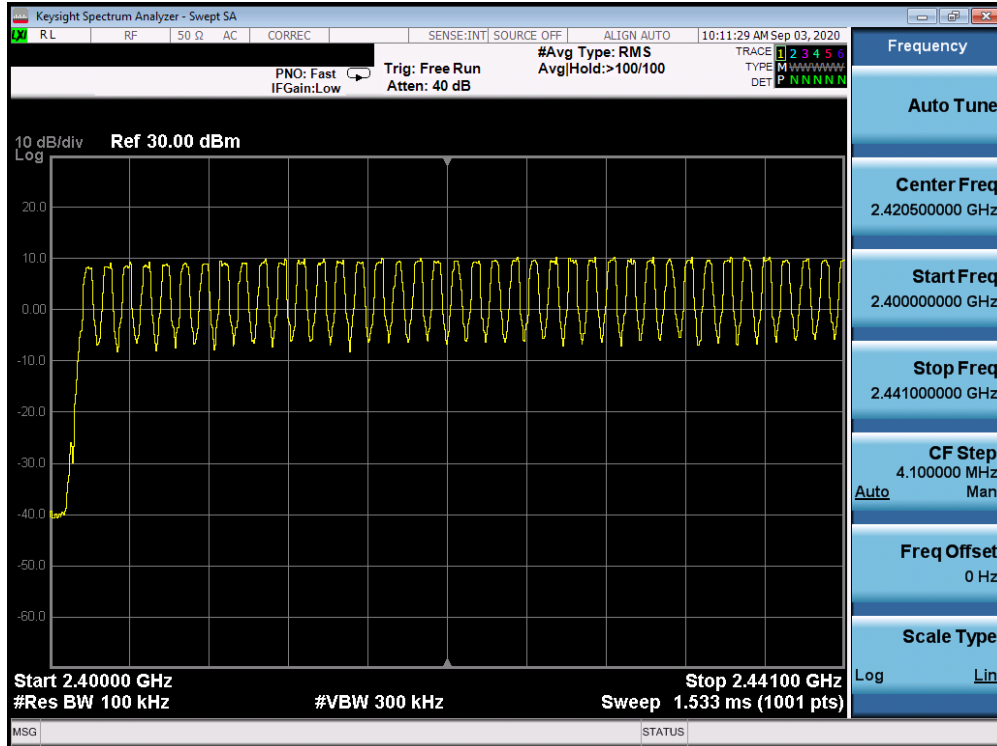 Keysight Spectrum Analyzer - Swept SA
LXI RL RF 50 Ω AC CORREC SENSE:INT SOURCE OFF ALIGN AUTO 10:11:29 AM Sep 03, 2020
PNO: Fast
IFGain:Low
Trig: Free Run
Atten: 40 dB
#Avg Type: RMS
Avg|Hold:>100/100
TRACE 1 2 3 4 5 6
TYPE M WWWWW
DET P N N N N N
10 dB/div Ref 30.00 dBm
Log
20.0
10.0
0.00
-10.0
-20.0
-30.0
-40.0
-50.0
-60.0
Start 2.40000 GHz Stop 2.44100 GHz
#Res BW 100 kHz #VBW 300 kHz Sweep 1.533 ms (1001 pts)
MSG STATUS
Frequency
Auto Tune
Center Freq
2.420500000 GHz
Start Freq
2.400000000 GHz
Stop Freq
2.441000000 GHz
CF Step
4.100000 MHz
Auto Man
Freq Offset
0 Hz
Scale Type
Log Lin